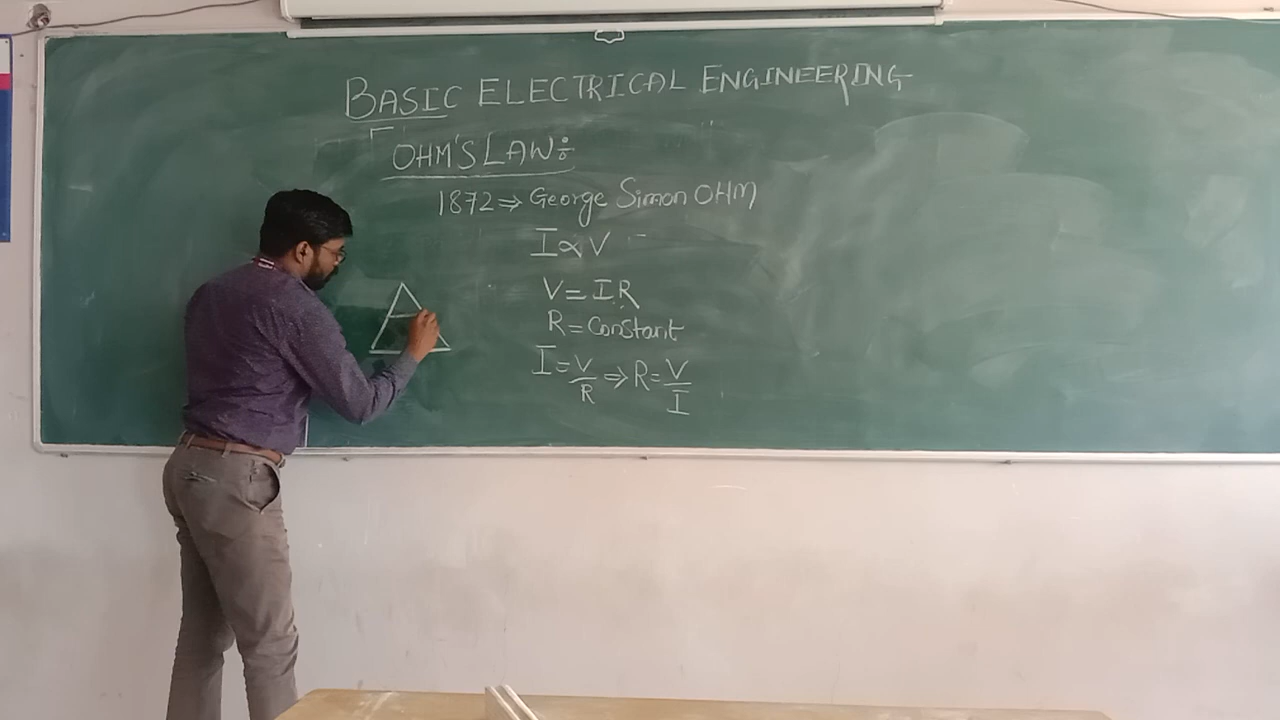 BASIC ELECTRICAL ENGINEERING
OHM'S LAW÷
1872 ⇒ George Simon OHM
I ∝ V
V = IR
R = Constant
I = V/R ⇒ R = V/I